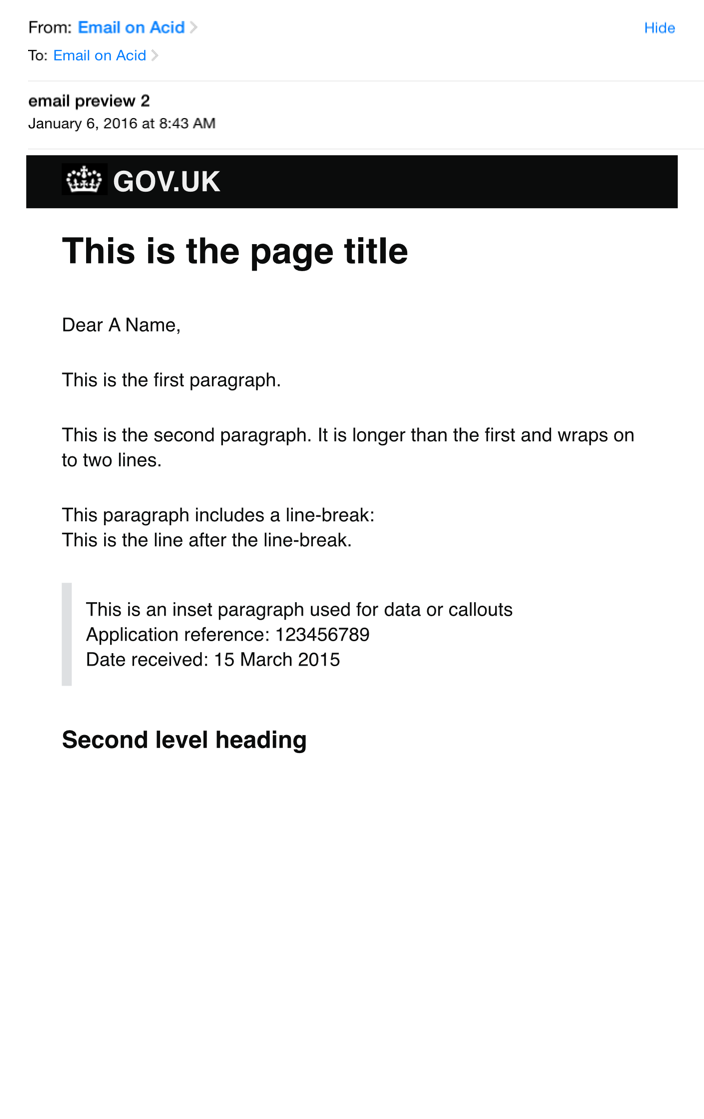 From: Email on Acid
Hide
To: Email on Acid
email preview 2
January 6, 2016 at 8:43 AM
GOV.UK
This is the page title
Dear A Name,
This is the first paragraph.
This is the second paragraph. It is longer than the first and wraps on
to two lines.
This paragraph includes a line-break:
This is the line after the line-break.
This is an inset paragraph used for data or callouts
Application reference: 123456789
Date received: 15 March 2015
Second level heading